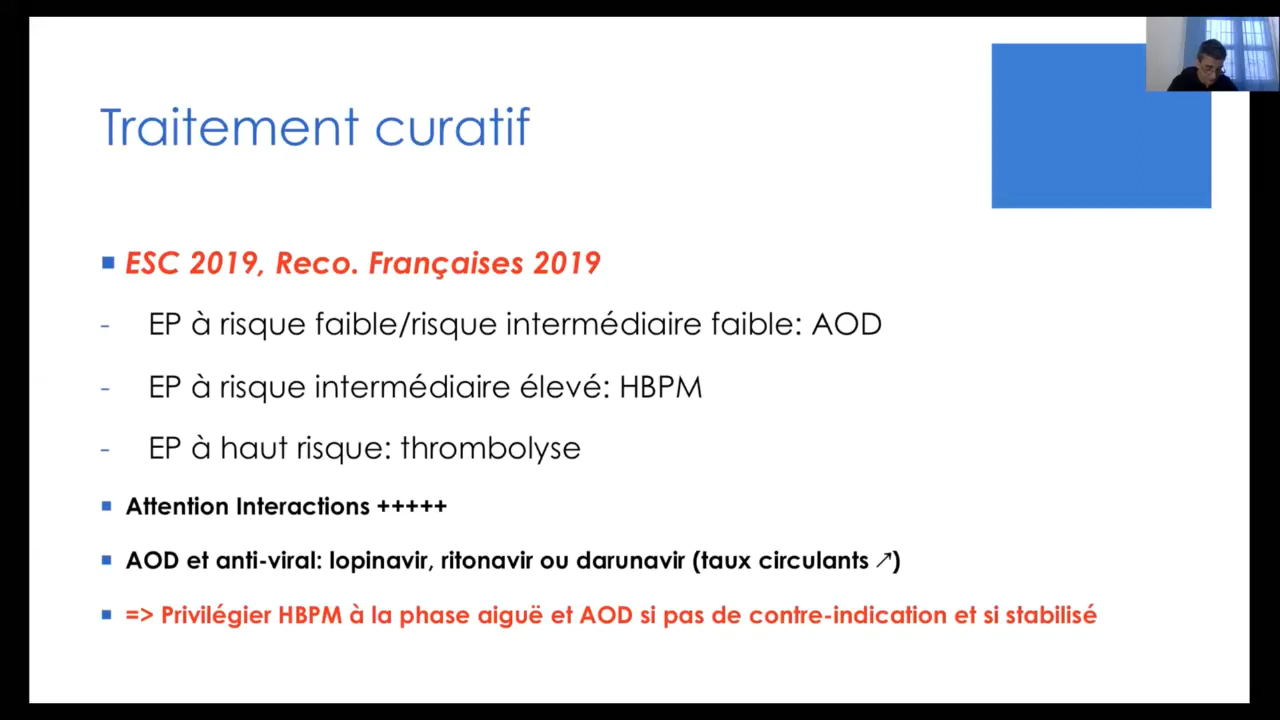 Traitement curatif
ESC 2019, Reco. Françaises 2019
- EP à risque faible/risque intermédiaire faible: AOD
- EP à risque intermédiaire élevé: HBPM
- EP à haut risque: thrombolyse
Attention Interactions +++++
AOD et anti-viral: lopinavir, ritonavir ou darunavir (taux circulants ↗)
=> Privilégier HBPM à la phase aiguë et AOD si pas de contre-indication et si stabilisé